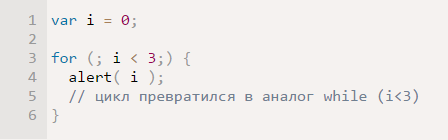 1 var i = 0;
2
3 for (; i < 3;) {
4   alert( i );
5   // цикл превратился в аналог while (i<3)
6 }